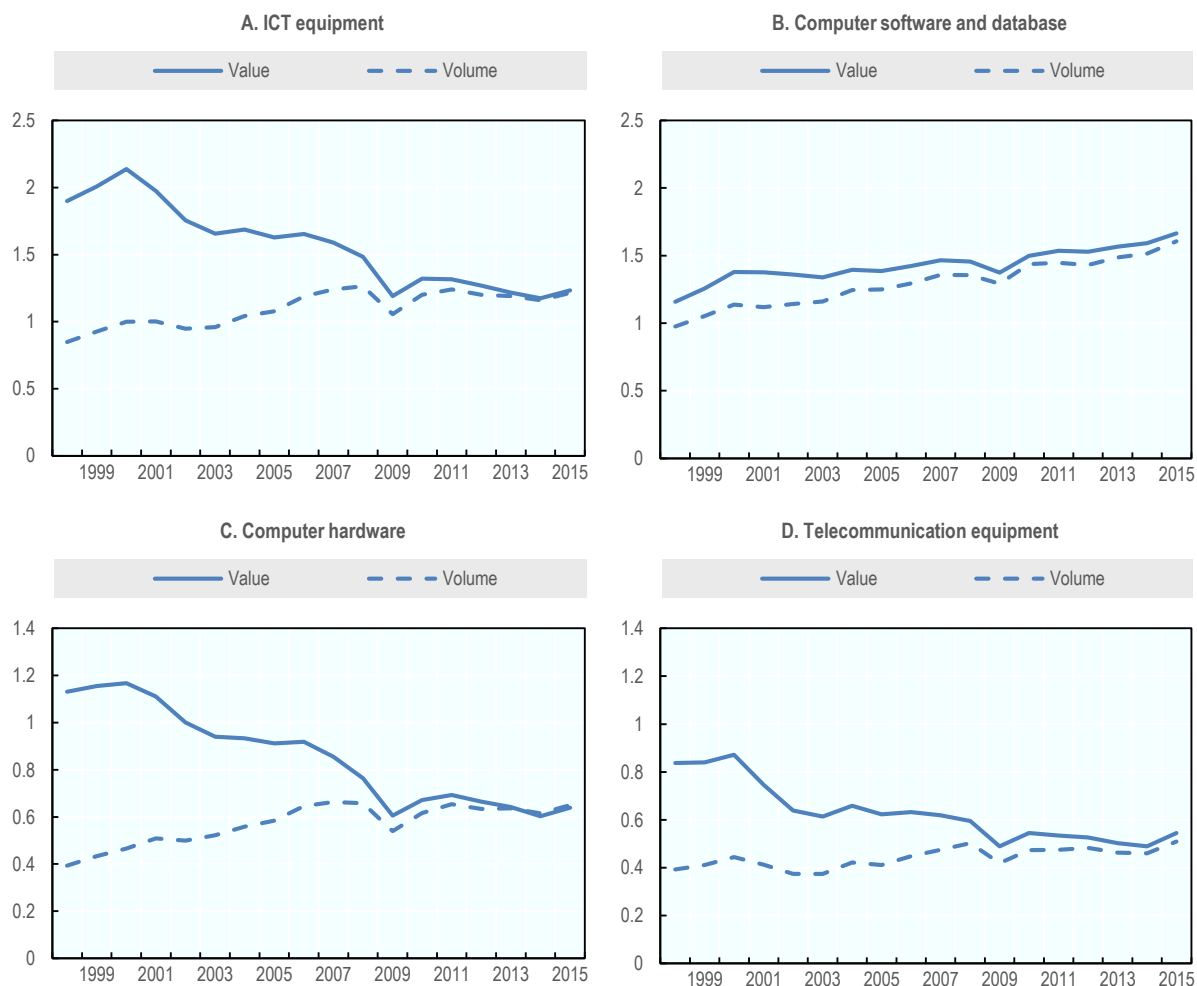 A. ICT equipment
Value Volume
2.5
2
1.5
1
0.5
0
1999 2001 2003 2005 2007 2009 2011 2013 2015
B. Computer software and database
Value Volume
2.5
2
1.5
1
0.5
0
1999 2001 2003 2005 2007 2009 2011 2013 2015
C. Computer hardware
Value Volume
1.4
1.2
1
0.8
0.6
0.4
0.2
0
1999 2001 2003 2005 2007 2009 2011 2013 2015
D. Telecommunication equipment
Value Volume
1.4
1.2
1
0.8
0.6
0.4
0.2
0
1999 2001 2003 2005 2007 2009 2011 2013 2015